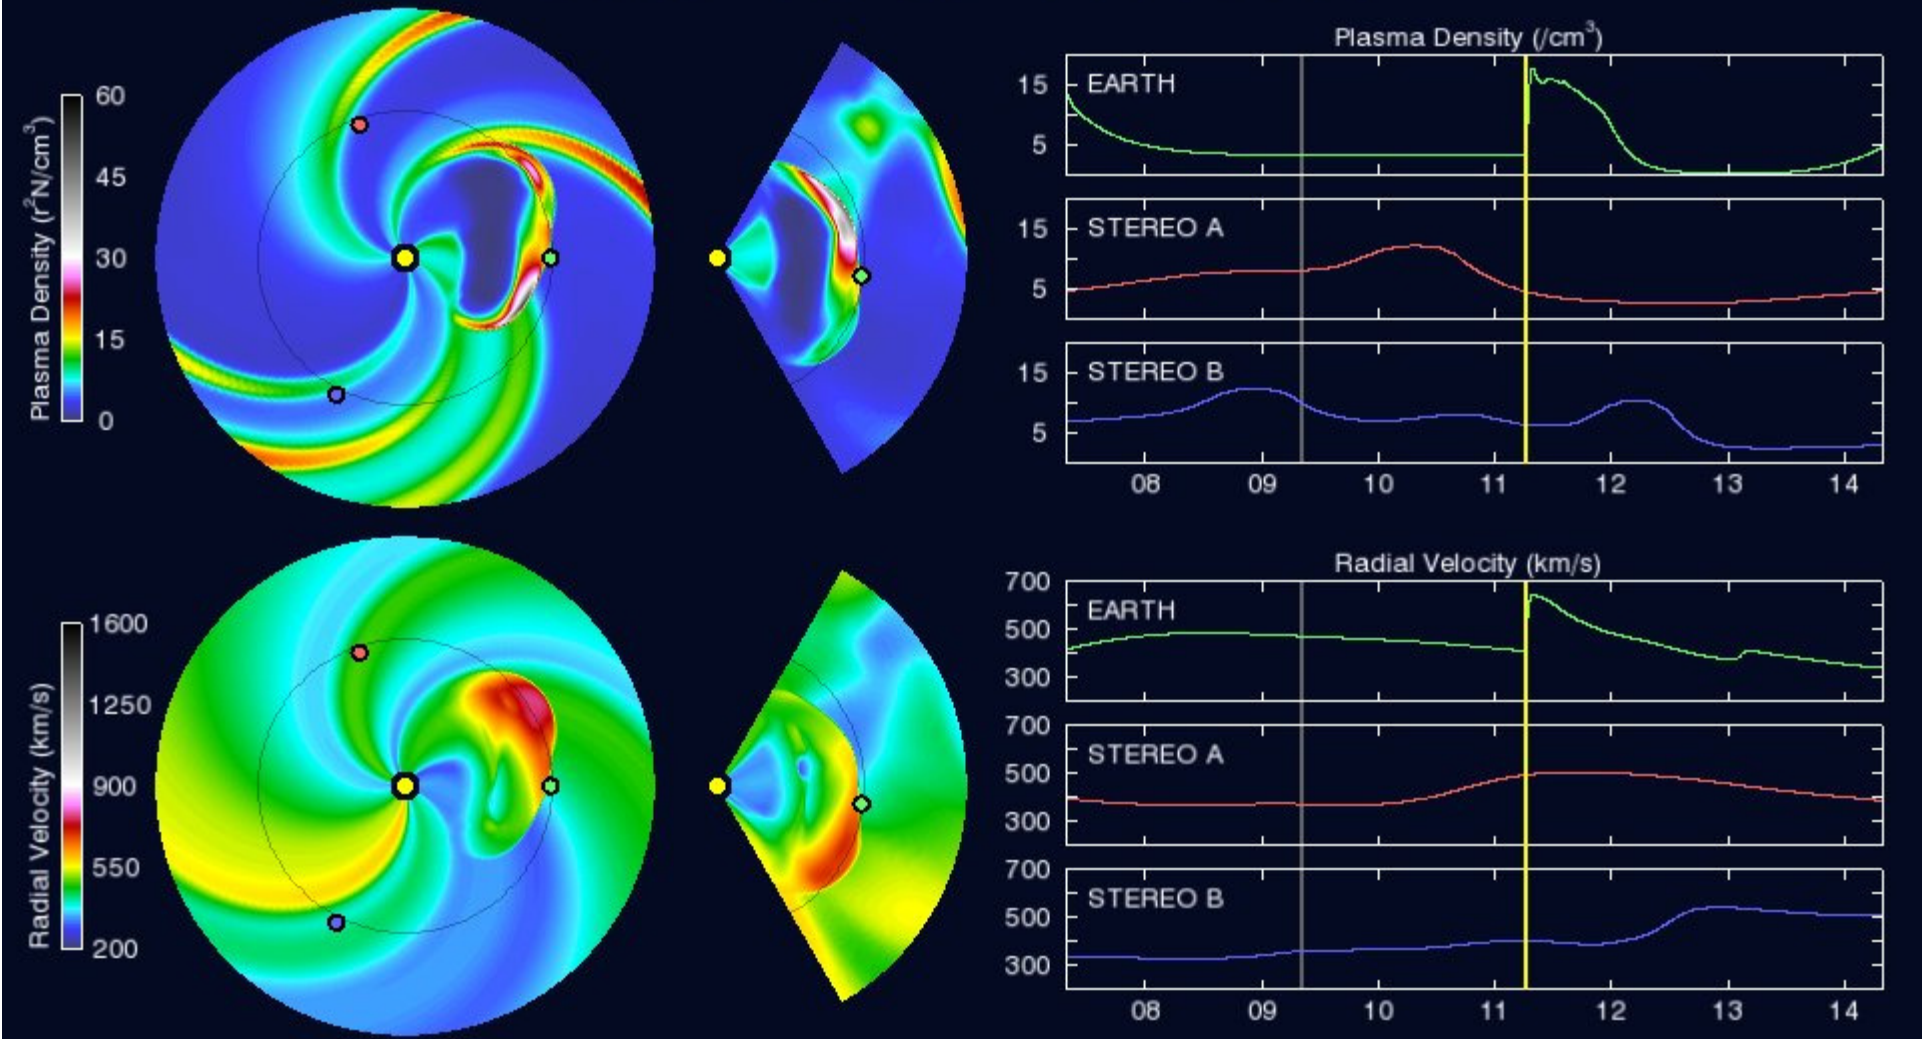 Plasma Density (r²N/cm³)
60
45
30
15
0
Plasma Density (/cm³)
15
5
EARTH
15
5
STEREO A
15
5
STEREO B
08 09 10 11 12 13 14
Radial Velocity (km/s)
1600
1250
900
550
200
Radial Velocity (km/s)
700
500
300
EARTH
700
500
300
STEREO A
700
500
300
STEREO B
08 09 10 11 12 13 14